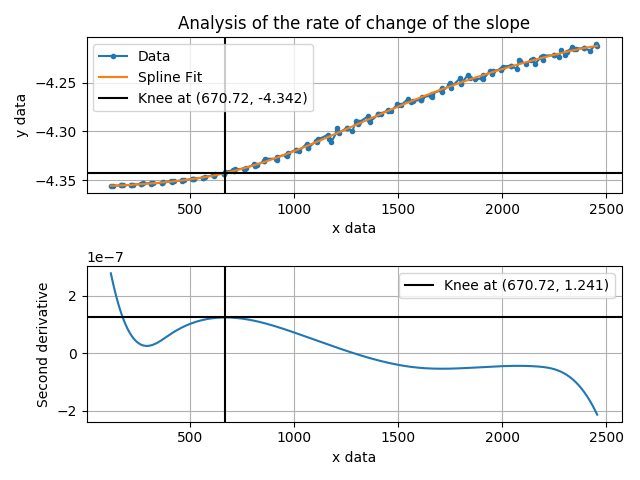 Analysis of the rate of change of the slope
Data
Spline Fit
Knee at (670.72, -4.342)
y data
−4.25
−4.30
−4.35
500 1000 1500 2000 2500
x data
1e−7
Knee at (670.72, 1.241)
Second derivative
2
0
−2
500 1000 1500 2000 2500
x data